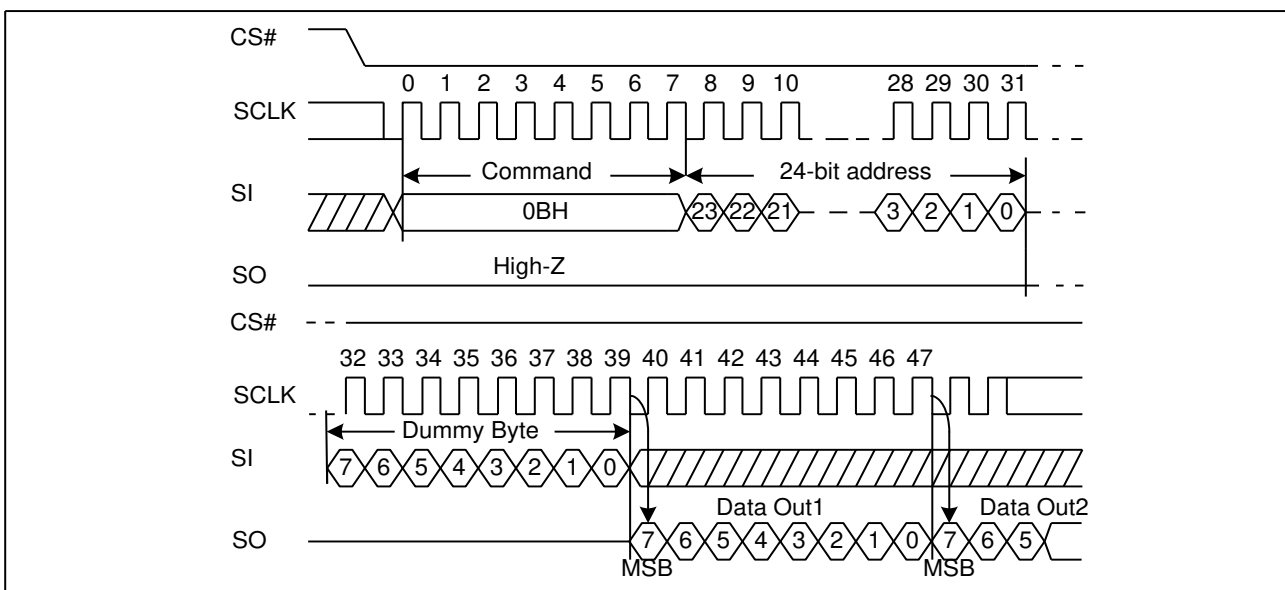 CS#
0 1 2 3 4 5 6 7 8 9 10 28 29 30 31
SCLK
Command 24-bit address
SI
0BH 23 22 21 3 2 1 0
High-Z
SO
CS#
32 33 34 35 36 37 38 39 40 41 42 43 44 45 46 47
SCLK
Dummy Byte
SI
7 6 5 4 3 2 1 0
Data Out1 Data Out2
SO
7 6 5 4 3 2 1 0 7 6 5
MSB MSB